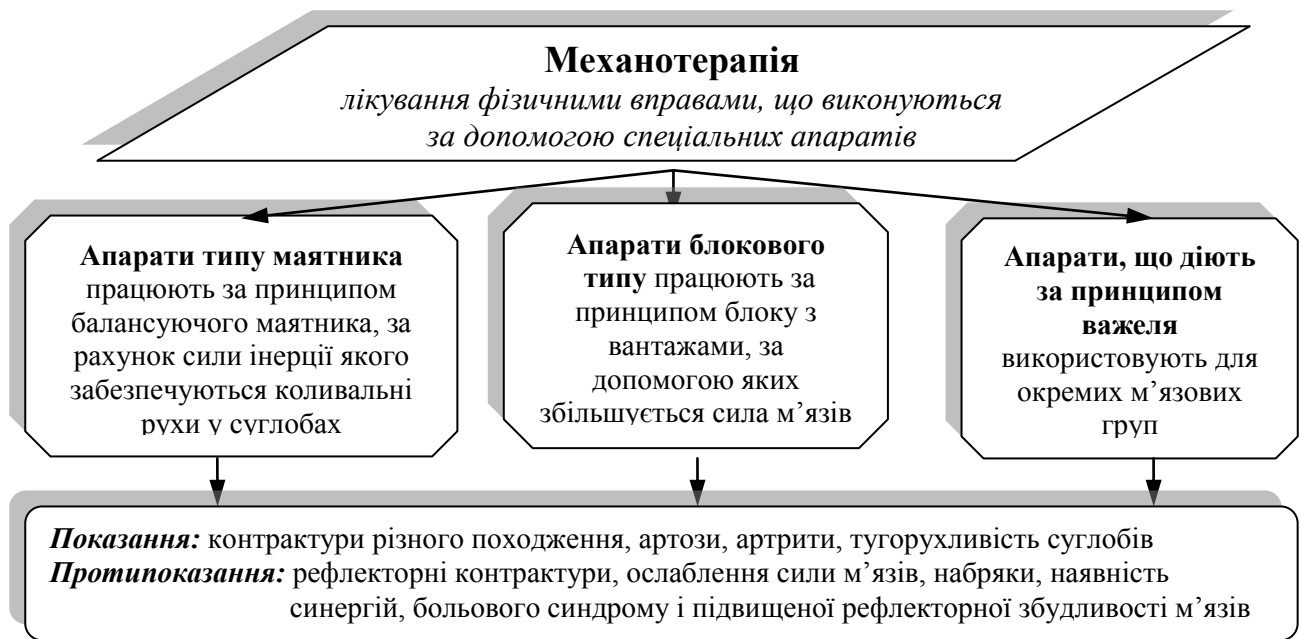 Механотерапія
лікування фізичними вправами, що виконуються
за допомогою спеціальних апаратів
Апарати типу маятника
працюють за принципом
балансуючого маятника, за
рахунок сили інерції якого
забезпечуються коливальні
рухи у суглобах
Апарати блокового
типу працюють за
принципом блоку з
вантажами, за
допомогою яких
збільшується сила м’язів
Апарати, що діють
за принципом
важеля
використовують для
окремих м’язових
груп
Показання: контрактури різного походження, артози, артрити, тугорухливість суглобів
Протипоказання: рефлекторні контрактури, ослаблення сили м’язів, набряки, наявність
синергій, больового синдрому і підвищеної рефлекторної збудливості м’язів